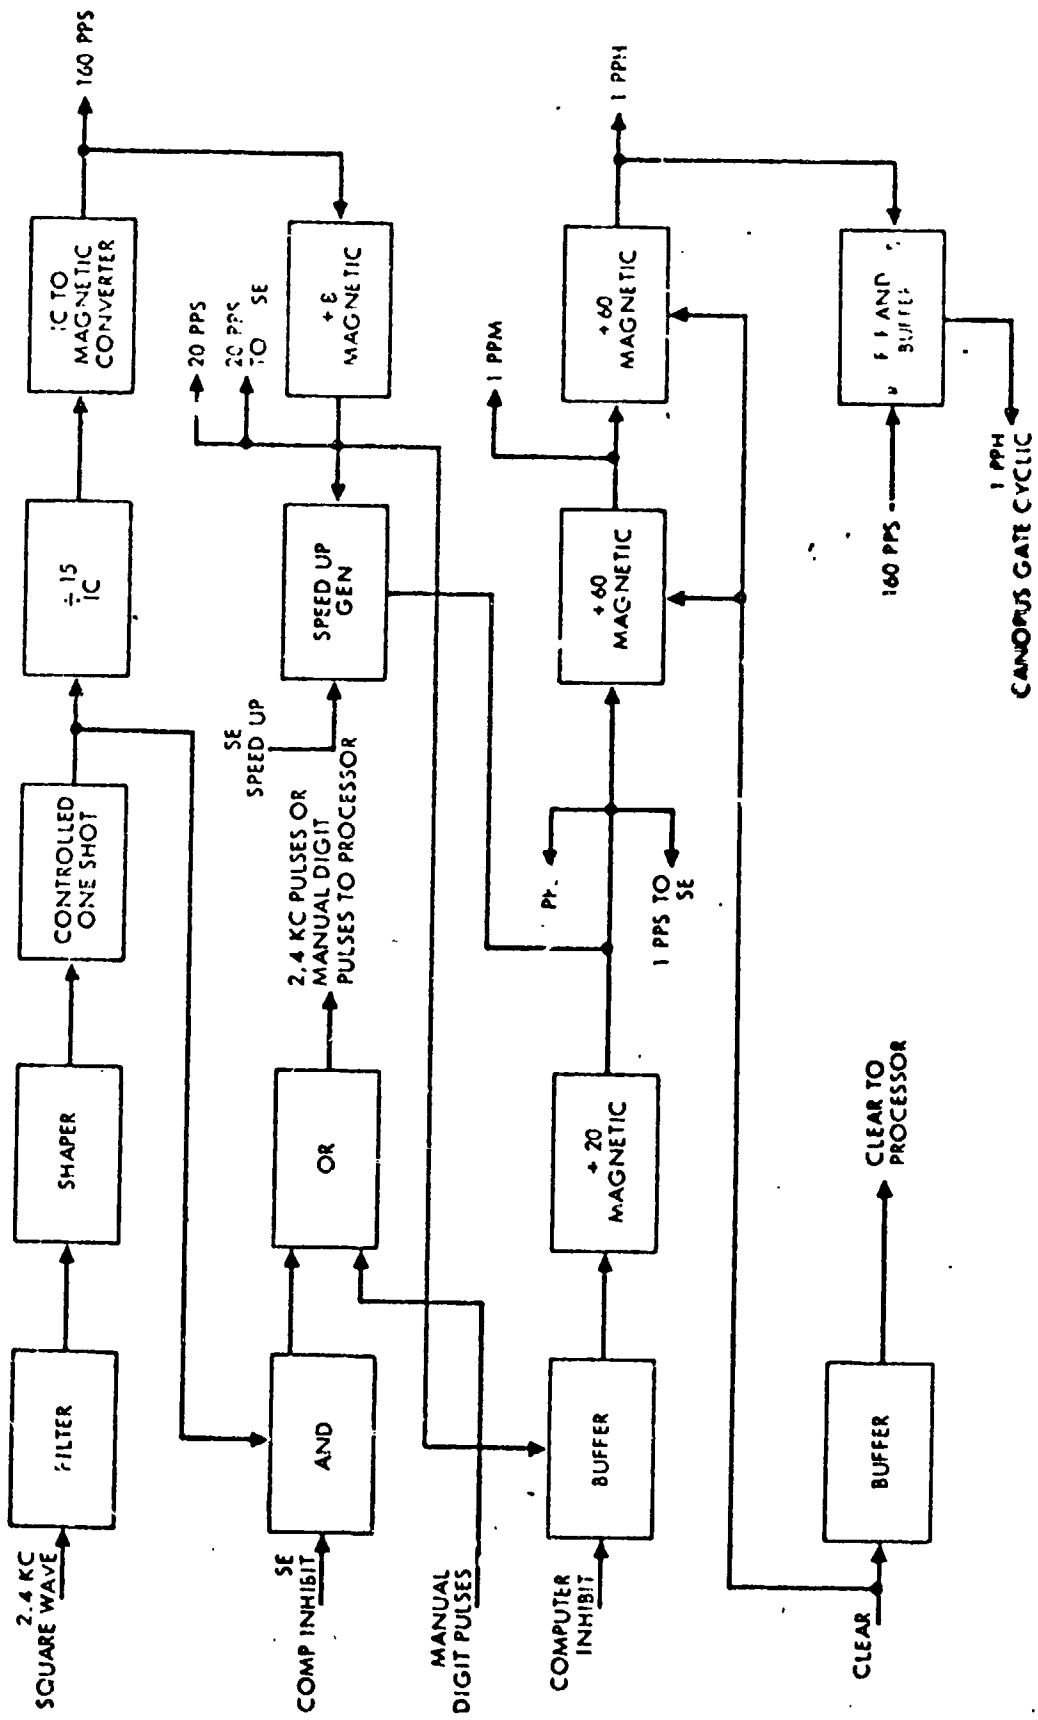 2.4 KC
SQUARE WAVE
FILTER
SHAPER
CONTROLLED
ONE SHOT
÷15
IC
IC TO
MAGNETIC
CONVERTER
160 PPS
SE
COMP INHIBIT
AND
OR
2.4 KC PULSES OR
MANUAL DIGIT
PULSES TO PROCESSOR
SE
SPEED UP
SPEED UP
GEN
20 PPS
20 PPS
TO SE
MAGNETIC
MANUAL
DIGIT PULSES
COMPUTER
INHIBIT
BUFFER
+ 20
MAGNETIC
1 PPS TO
SE
+60
MAGNETIC
1 PPM
+60
MAGNETIC
1 PPH
CLEAR
BUFFER
CLEAR TO
PROCESSOR
160 PPS
AND
BUFFER
1 PPH
CANOPUS GATE CYCLIC